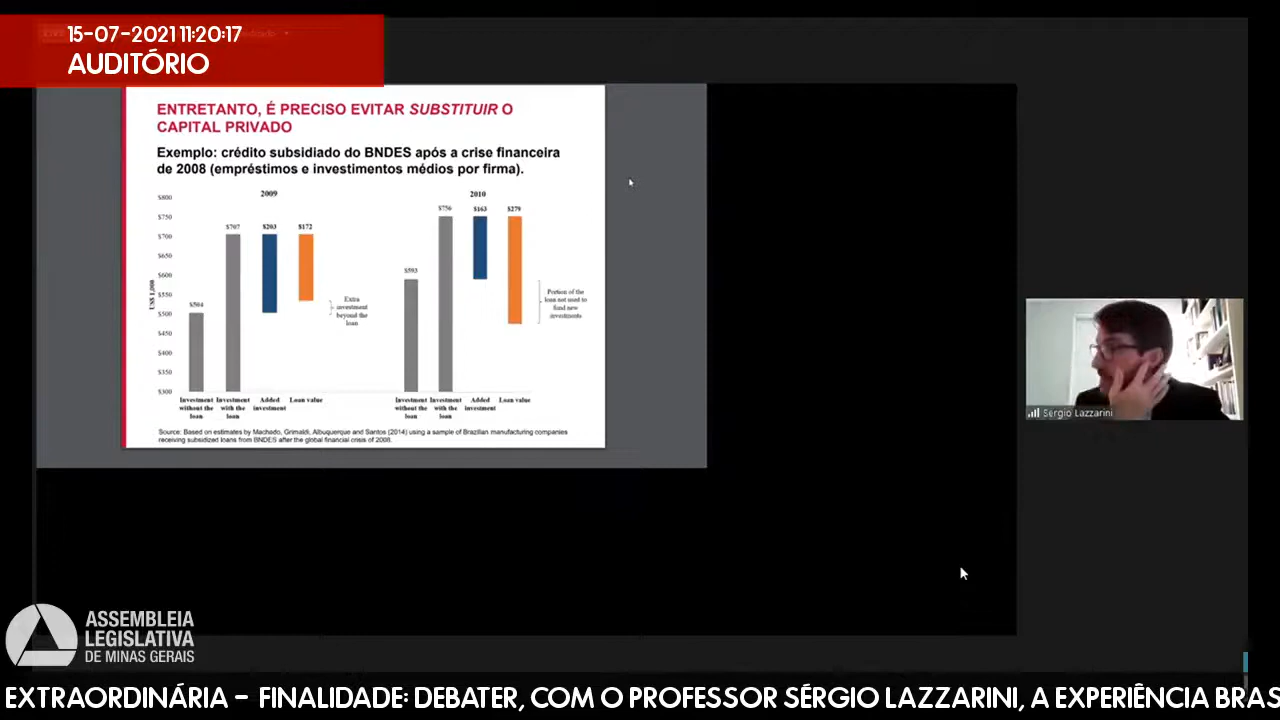 15-07-2021 11:20:17
AUDITÓRIO
ENTRETANTO, É PRECISO EVITAR SUBSTITUIR O
CAPITAL PRIVADO
Exemplo: crédito subsidiado do BNDES após a crise financeira
de 2008 (empréstimos e investimentos médios por firma).
2009
2010
US$ 1,000
$800
$750
$700
$650
$600
$550
$500
$450
$400
$350
$300
$504
$707
$203
$172
Extra
investment
beyond the
loan
$593
$756
$163
$279
Portion of the
loan not used to
fund new
investments
Investment
without the
loan
Investment
with the
loan
Added
investment
Loan value
Investment
without the
loan
Investment
with the
loan
Added
investment
Loan value
Source: Based on estimates by Machado, Grimaldi, Albuquerque and Santos (2014) using a sample of Brazilian manufacturing companies
receiving subsidized loans from BNDES after the global financial crisis of 2008.
Sergio Lazzarini
ASSEMBLEIA
LEGISLATIVA
DE MINAS GERAIS
EXTRAORDINÁRIA - FINALIDADE: DEBATER, COM O PROFESSOR SÉRGIO LAZZARINI, A EXPERIÊNCIA BRAS